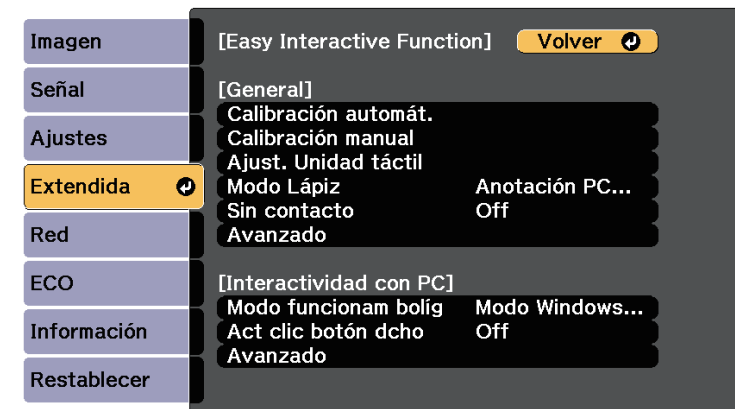 Imagen
Señal
Ajustes
Extendida
Red
ECO
Información
Restablecer
[Easy Interactive Function] Volver
[General]
Calibración automát.
Calibración manual
Ajust. Unidad táctil
Modo Lápiz Anotación PC...
Sin contacto Off
Avanzado
[Interactividad con PC]
Modo funcionam bolíg Modo Windows...
Act clic botón dcho Off
Avanzado